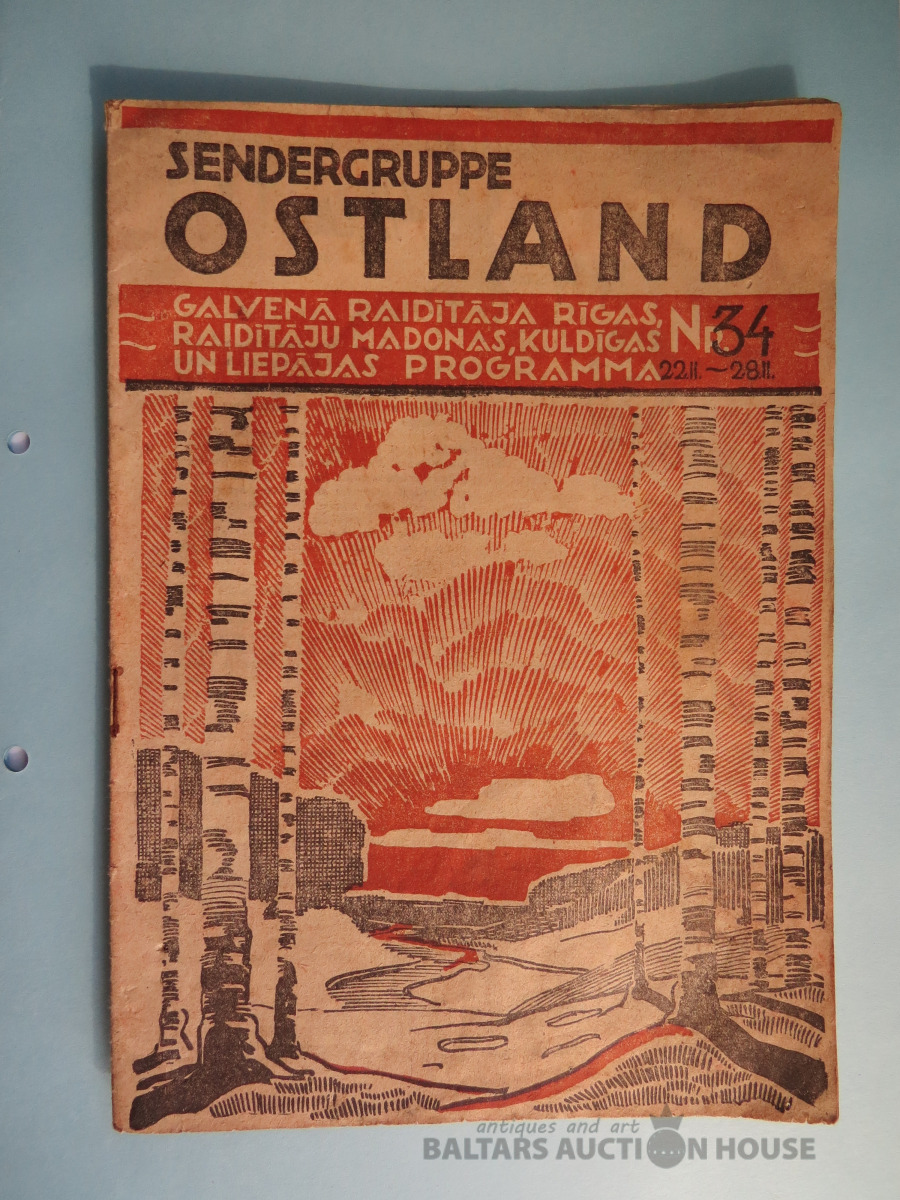 SENDERGRUPPE
OSTLAND
GALVENĀ RAIDĪTĀJA RĪGAS,
RAIDĪTĀJU MADONAS, KULDĪGAS
UN LIEPĀJAS PROGRAMMA
Nr. 34
22.II. – 28.II.
antiques and art
BALTARS AUCTION HOUSE